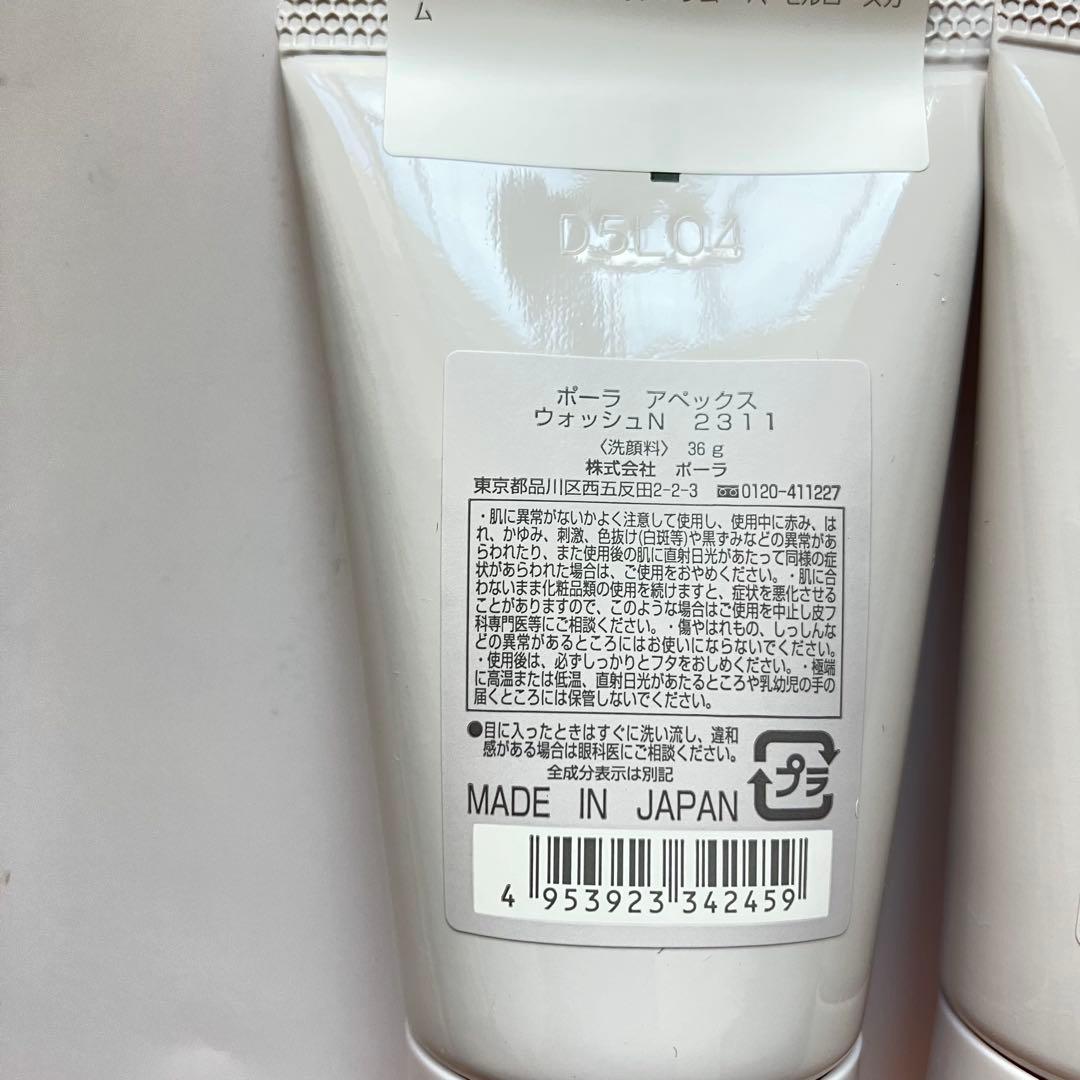 セルロースガ
ム
D5L04
ポーラ アペックス
ウォッシュN 2311
〈洗顔料〉 36g
株式会社 ポーラ
東京都品川区西五反田2-2-3 0120-411227
・肌に異常がないかよく注意して使用し、使用中に赤み、は
れ、かゆみ、刺激、色抜け(白斑等)や黒ずみなどの異常があ
らわれたり、また使用後の肌に直射日光があたって同様の症
状があらわれた場合は、ご使用をおやめください。・肌に合
わないまま化粧品類の使用を続けますと、症状を悪化させる
ことがありますので、このような場合はご使用を中止し皮フ
科専門医等にご相談ください。・傷やはれもの、しっしんな
どの異常があるところにはお使いにならないでください。
・使用後は、必ずしっかりとフタをおしめください。・極端
に高温または低温、直射日光があたるところや乳幼児の手の
届くところには保管しないでください。
●目に入ったときはすぐに洗い流し、違和
感がある場合は眼科医にご相談ください。
全成分表示は別記
プラ
MADE IN JAPAN
4 953923 342459